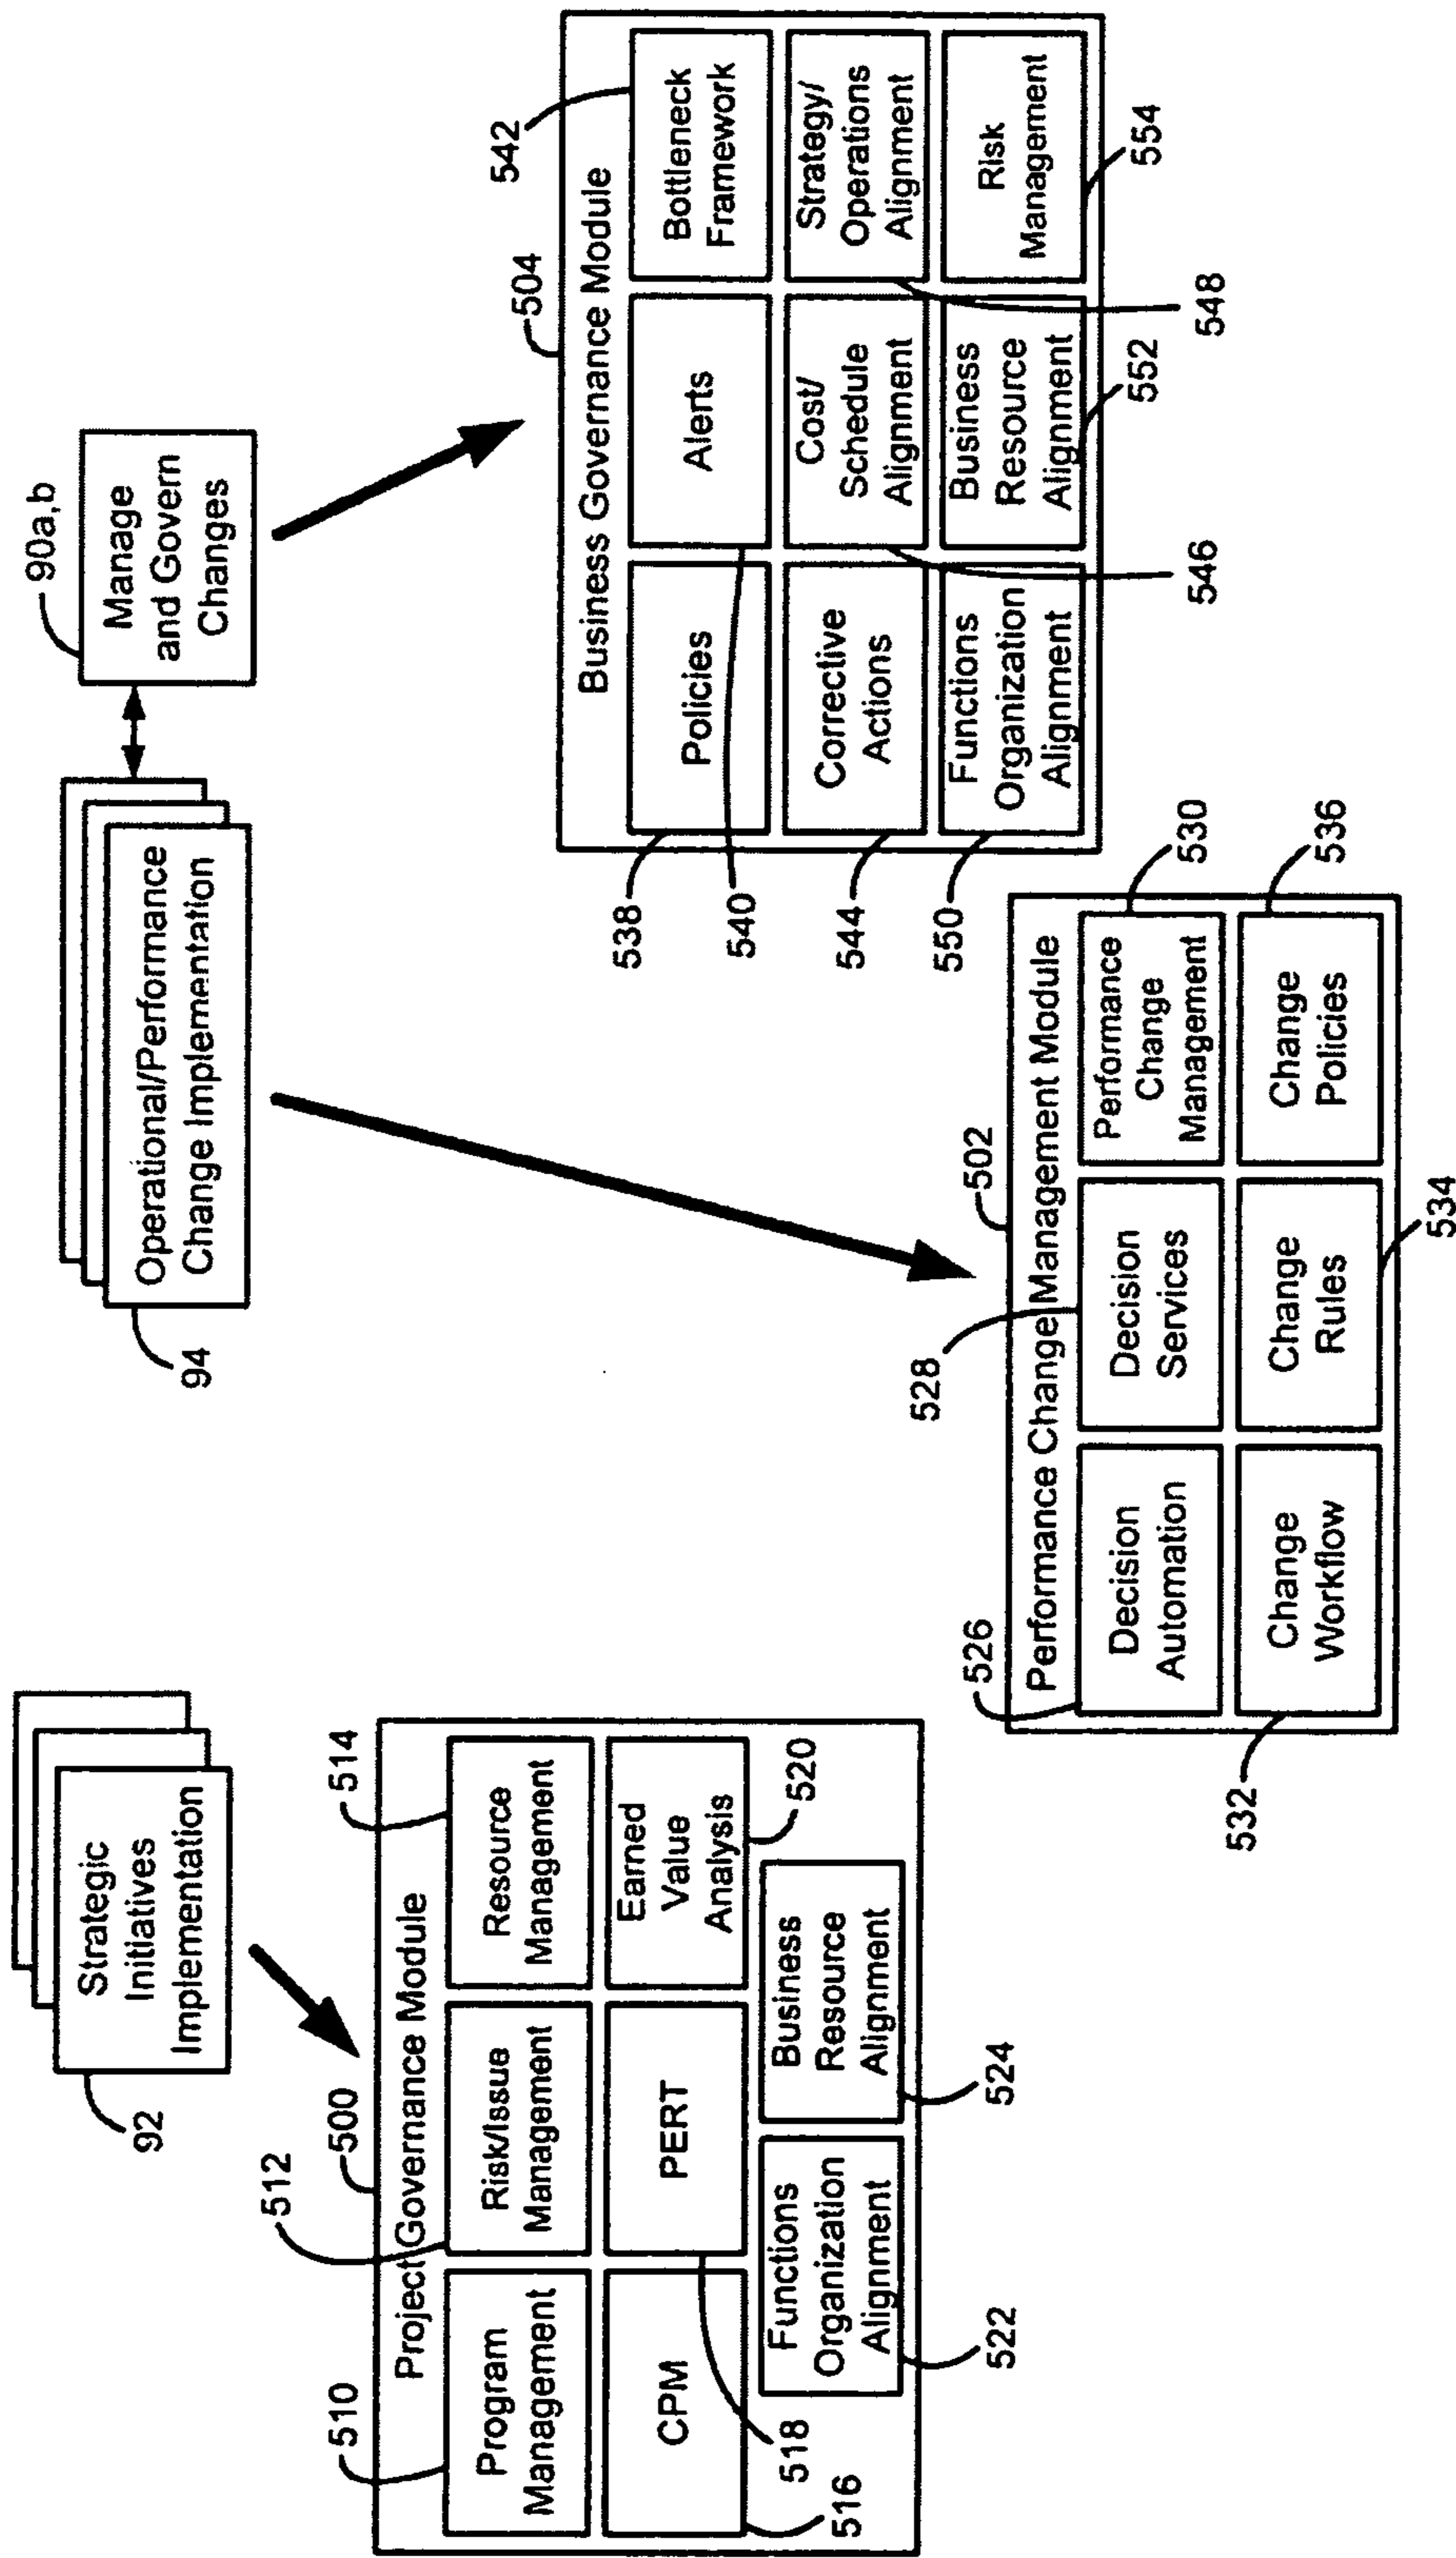 92
Strategic
Initiatives
Implementation
94
Operational/Performance
Change Implementation
90a,b
Manage
and Govern
Changes
500
Project Governance Module
510
Program
Management
512
Risk/Issue
Management
514
Resource
Management
CPM
516
PERT
518
Earned
Value
Analysis
520
Functions
Organization
Alignment
522
Business
Resource
Alignment
524
502
Performance Change Management Module
526
Decision
Automation
528
Decision
Services
Performance
Change
Management
530
Change
Workflow
532
Change
Rules
534
Change
Policies
536
504
Business Governance Module
Policies
538
Alerts
540
Bottleneck
Framework
542
Corrective
Actions
544
Cost/
Schedule
Alignment
546
Strategy/
Operations
Alignment
548
Functions
Organization
Alignment
550
Business
Resource
Alignment
552
Risk
Management
554